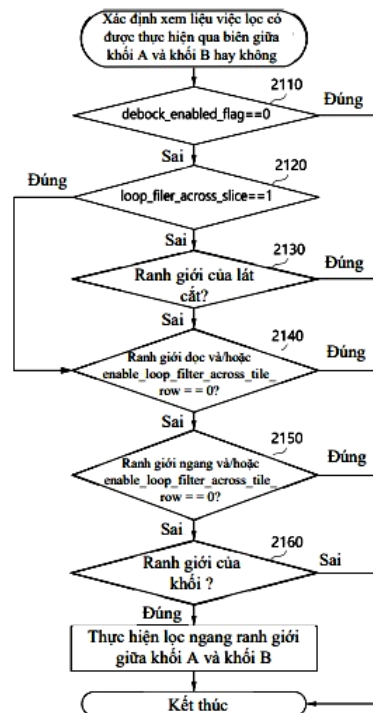 Xác định xem liệu việc lọc có
được thực hiện qua biên giữa
khối A và khối B hay không
2110
Đúng
debock_enabled_flag==0
Sai
2120
Đúng
loop_filer_across_slice==1
Sai
2130
Đúng
Ranh giới của lát
cắt?
Sai
2140
Đúng
Ranh giới dọc và/hoặc
enable_loop_filter_across_tile_
row = = 0?
Sai
2150
Đúng
Ranh giới ngang và/hoặc
enable_loop_filter_across_tile_
row == 0?
Sai
2160
Sai
Ranh giới của
khối ?
Đúng
Thực hiện lọc ngang ranh giới
giữa khối A và khối B
Kết thúc